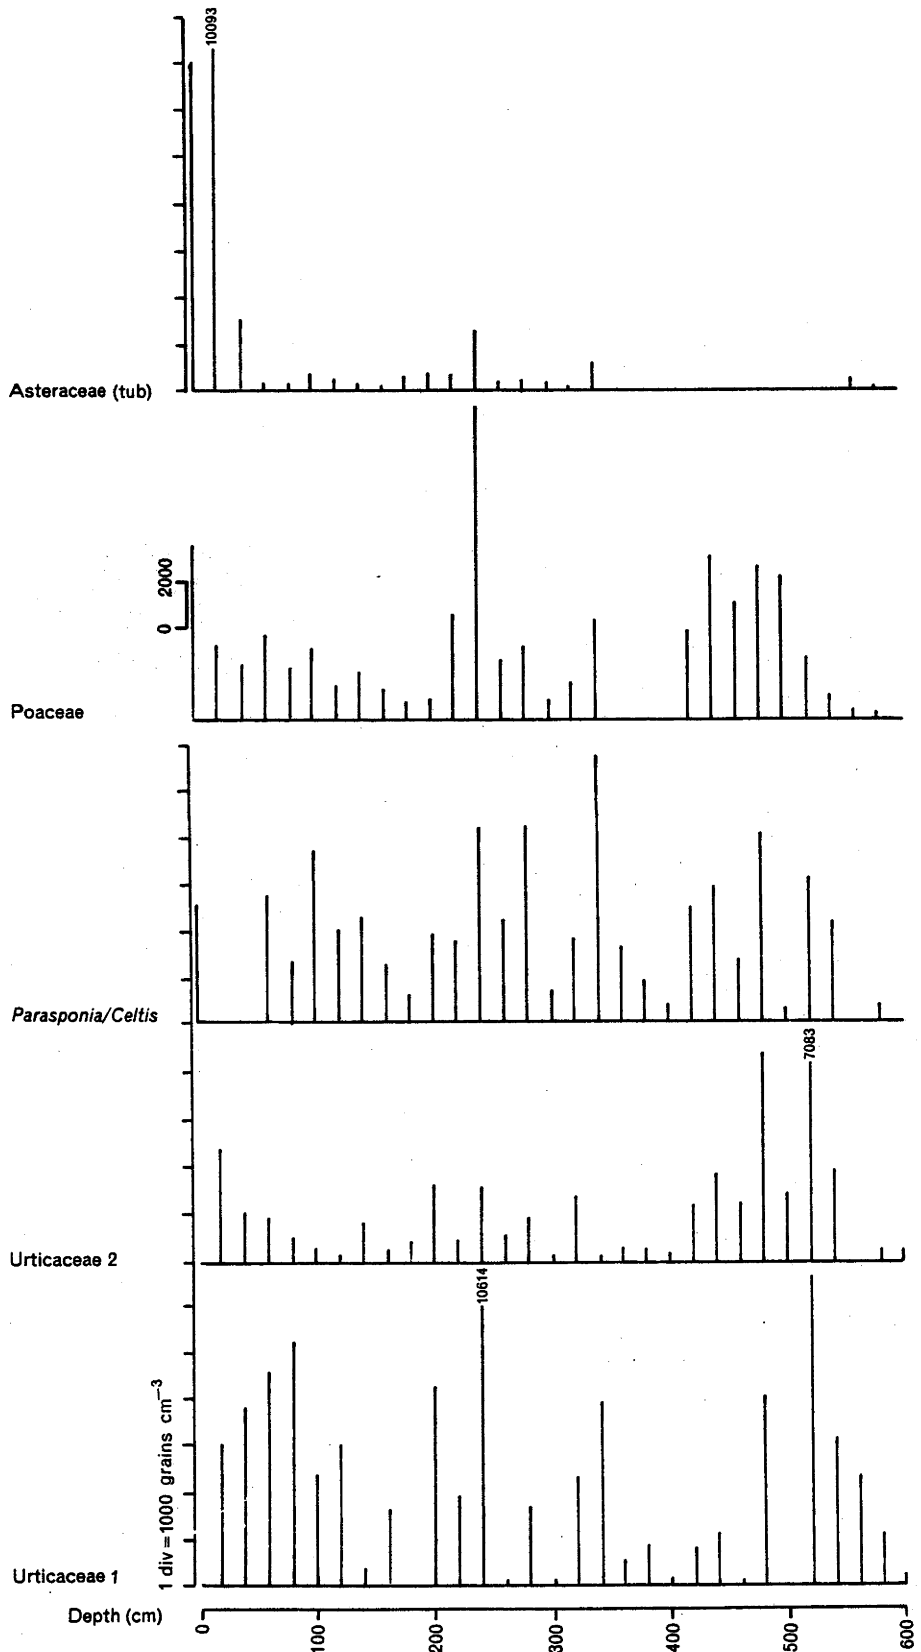 10093
Asteraceae (tub)
2000
0
Poaceae
Parasponia/Celtis
7083
Urticaceae 2
10614
1 div=1000 grains cm⁻³
Urticaceae 1
Depth (cm)
0 100 200 300 400 500 600